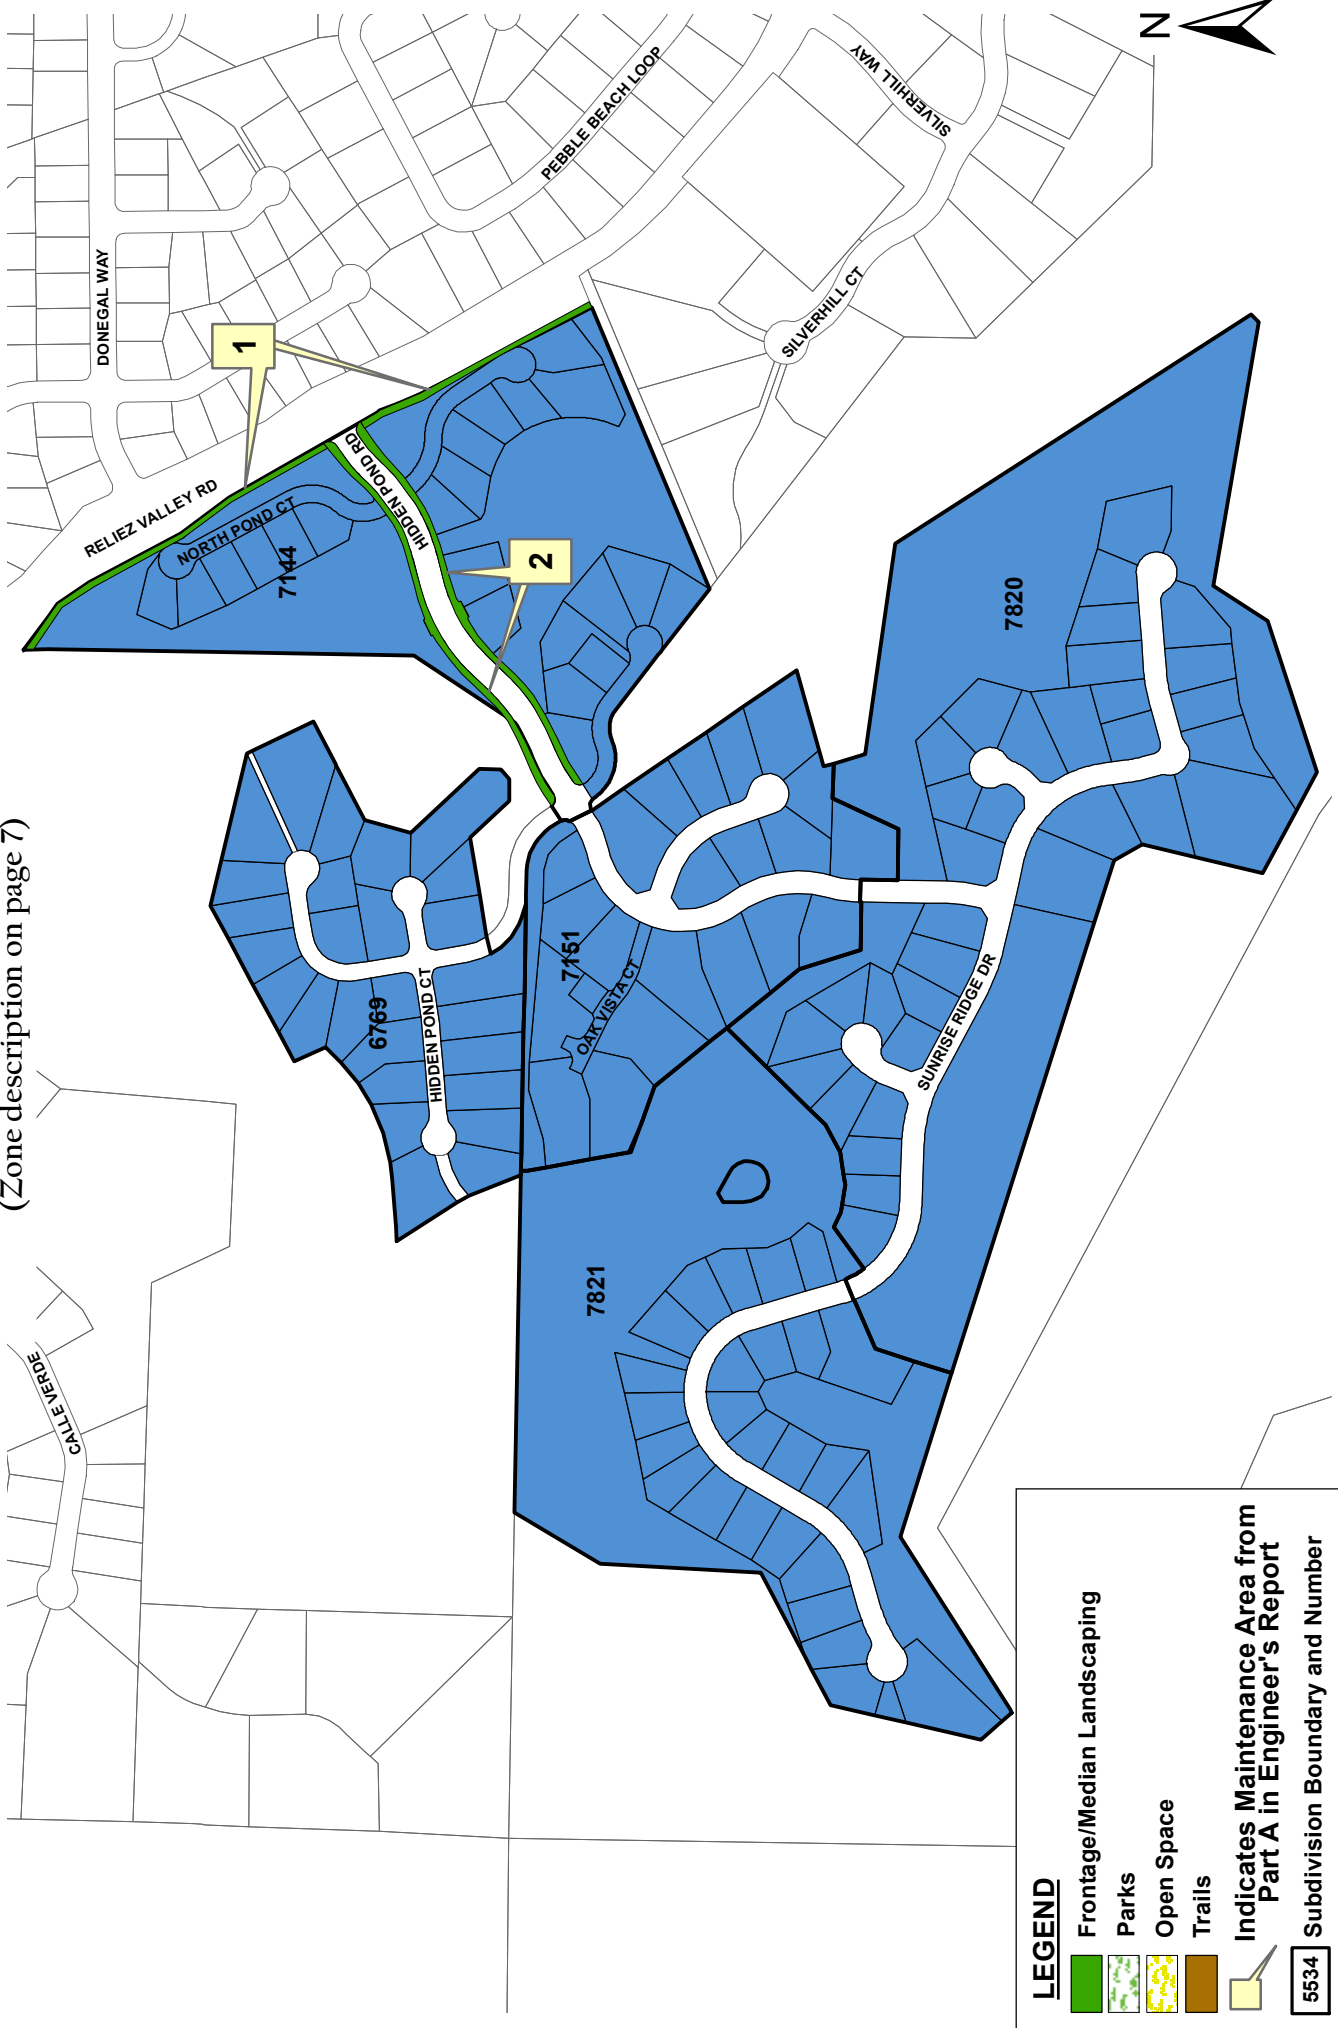 (Zone description on page 7)
CALLE VERDE
DONEGAL WAY
RELIEZ VALLEY RD
1
NORTH POND CT
7144
HIDDEN POND RD
2
PEBBLE BEACH LOOP
SILVERHILL WAY
SILVERHILL CT
6769
HIDDEN POND CT
7151
OAK VISTA CT
7821
7820
SUNRISE RIDGE DR
N
LEGEND
Frontage/Median Landscaping
Parks
Open Space
Trails
Indicates Maintenance Area from
Part A in Engineer's Report
5534 Subdivision Boundary and Number